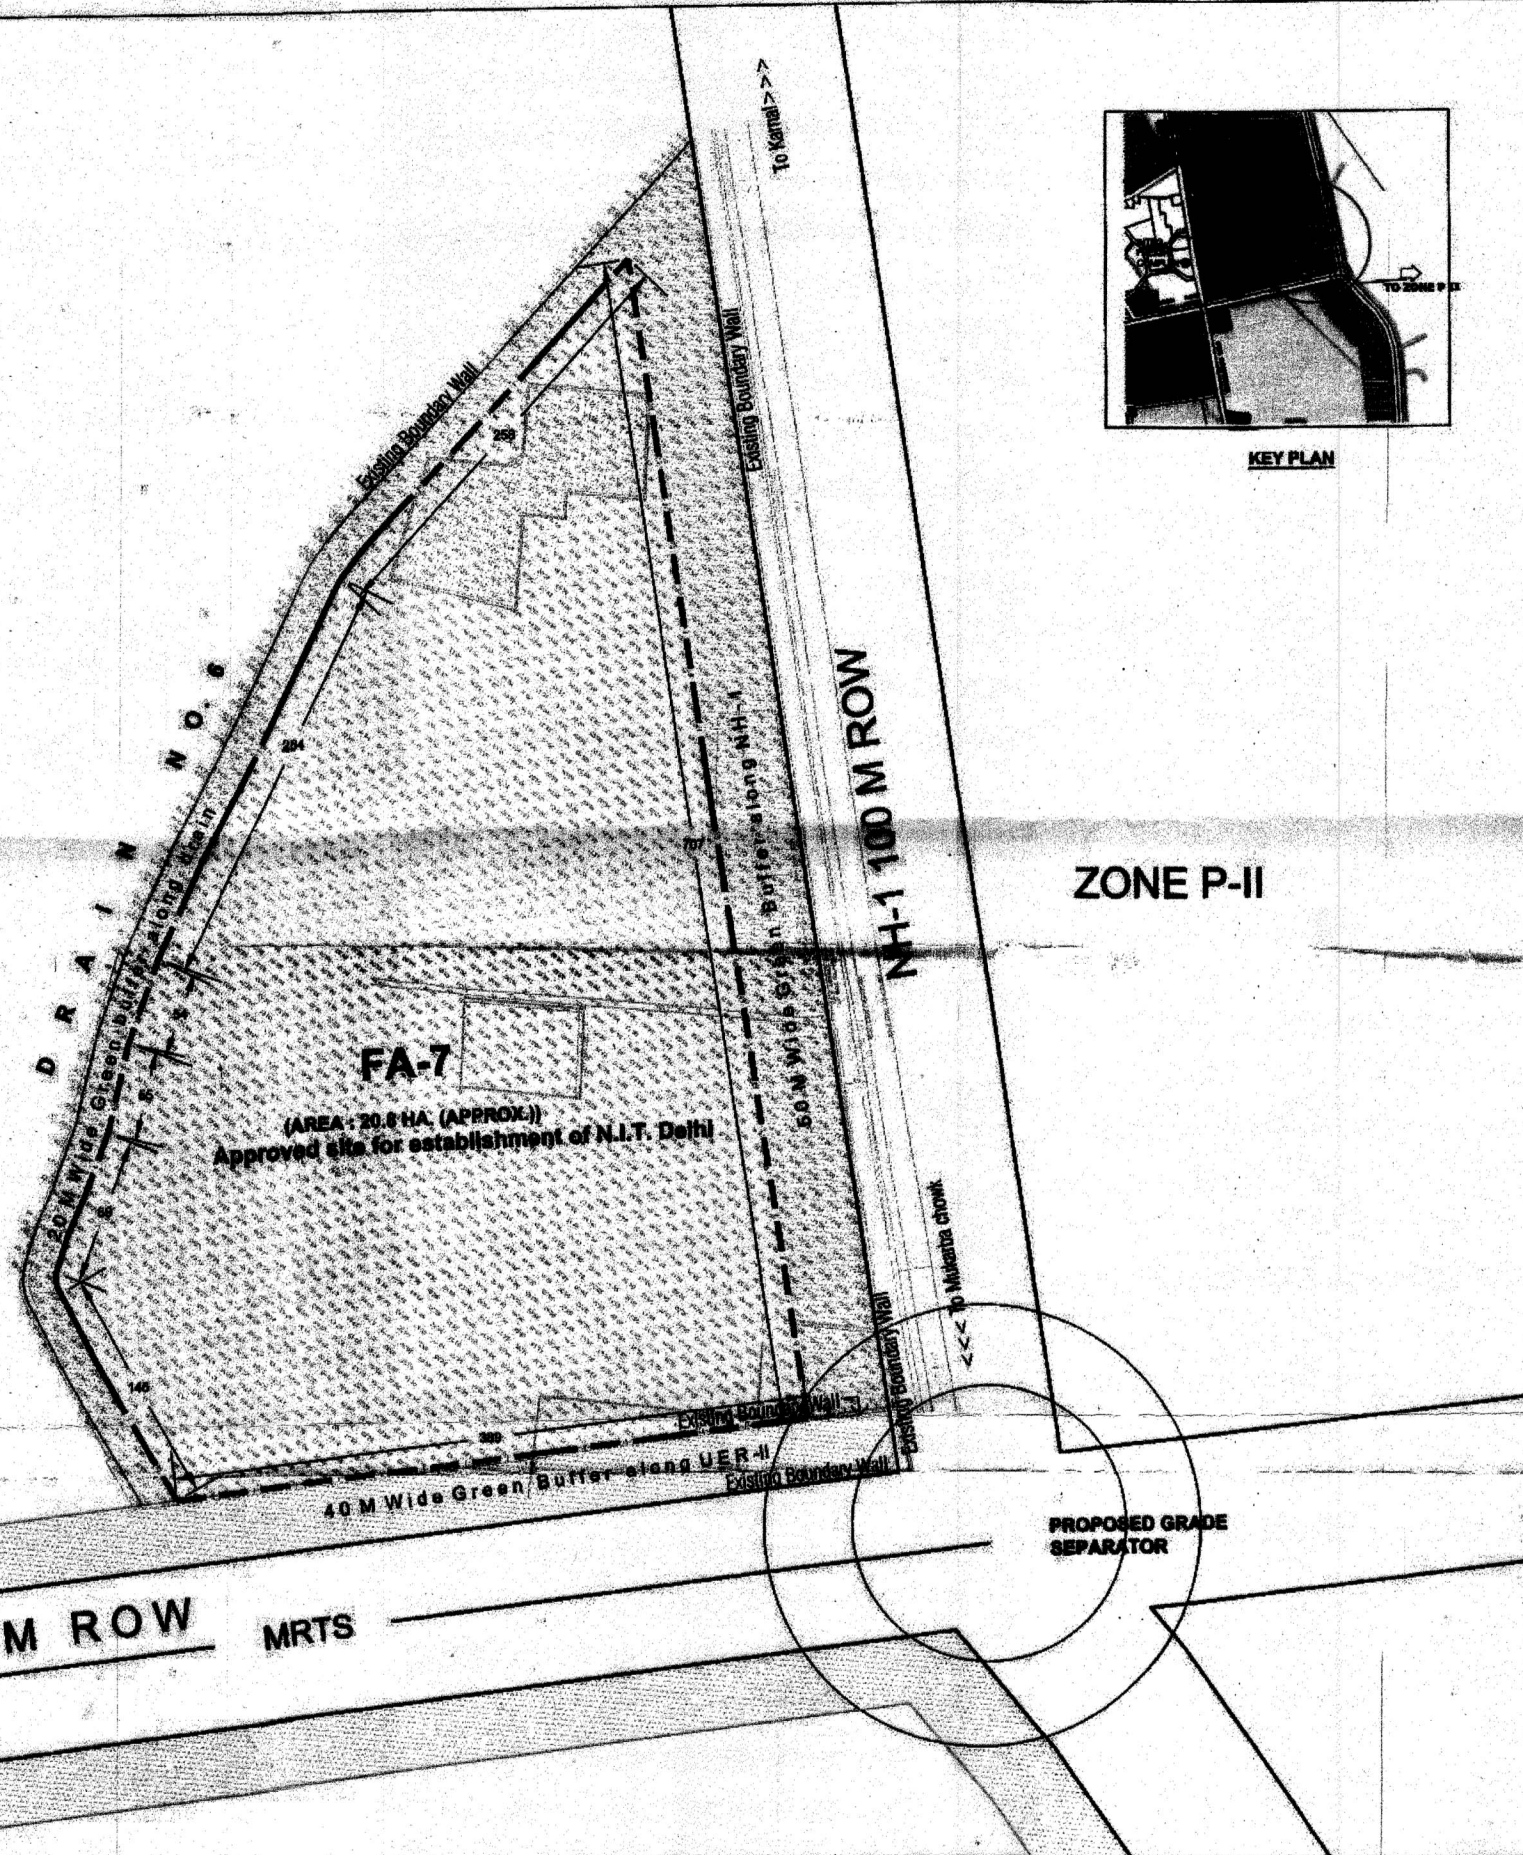 To Karnal>>>>
TO ZONE P II
KEY PLAN
Existing Boundary Wall
Existing Boundary Wall
DRAIN NO. 6
20 M Wide Green buffer along drain
264
707
50 M Wide Green Buffer along NH-1
NH-1 100 M ROW
ZONE P-II
FA-7
(AREA : 20.8 HA. (APPROX.))
Approved site for establishment of N.I.T. Delhi
65
<<<< To Mukarba chowk
Existing Boundary Wall
Existing Boundary Wall
Existing Boundary Wall
40 M Wide Green Buffer along UER-II
PROPOSED GRADE
SEPARATOR
M ROW
MRTS